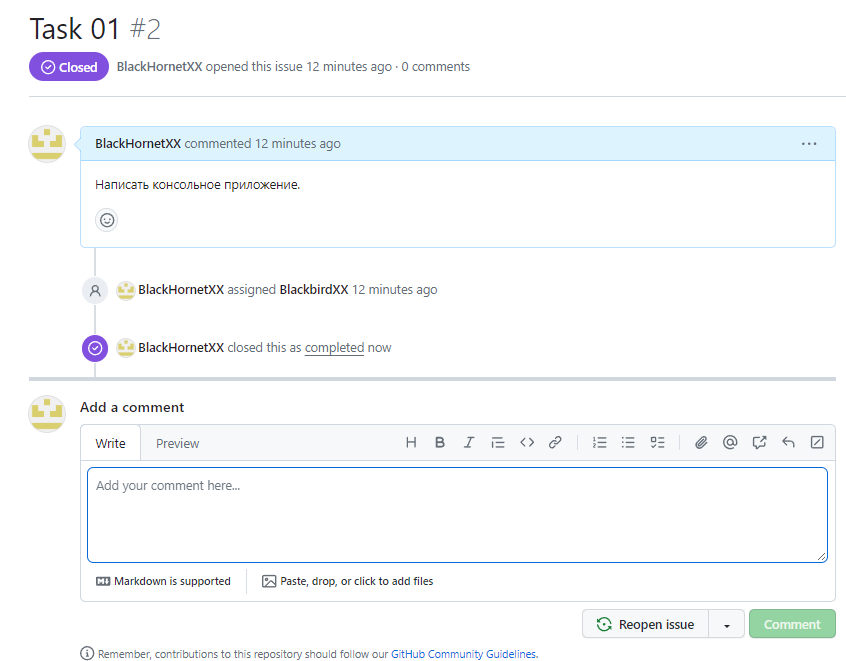 Task 01 #2
Closed BlackHornetXX opened this issue 12 minutes ago · 0 comments
BlackHornetXX commented 12 minutes ago
Написать консольное приложение.
BlackHornetXX assigned BlackbirdXX 12 minutes ago
BlackHornetXX closed this as completed now
Add a comment
Write Preview
Add your comment here...
Markdown is supported Paste, drop, or click to add files
Reopen issue Comment
Remember, contributions to this repository should follow our GitHub Community Guidelines.